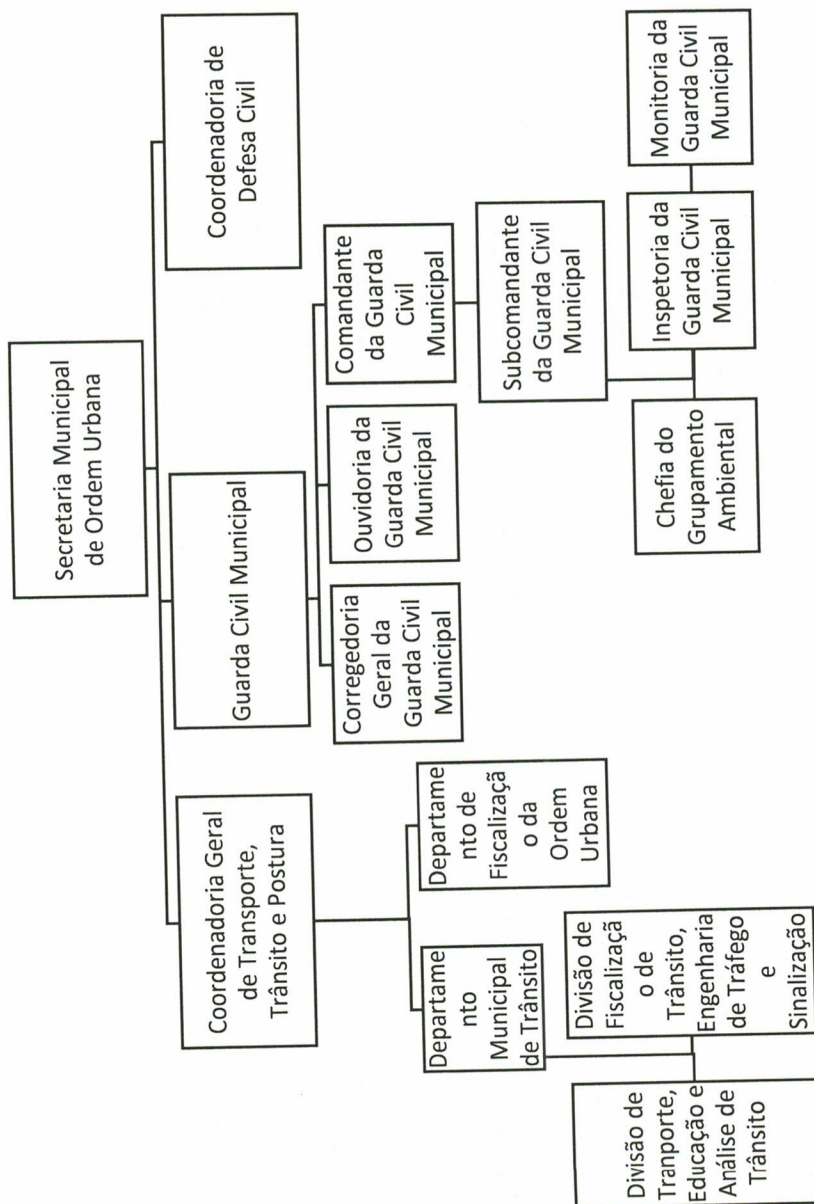 Secretaria Municipal
de Ordem Urbana
Coordenadoria Geral
de Transporte,
Trânsito e Postura
Guarda Civil Municipal
Coordenadoria de
Defesa Civil
Departame
nto
Municipal
de Trânsito
Departame
nto de
Fiscalizaçã
o da
Ordem
Urbana
Corregedoria
Geral da
Guarda Civil
Municipal
Ouvidoria da
Guarda Civil
Municipal
Comandante
da Guarda
Civil
Municipal
Divisão de
Tranporte,
Educação e
Análise de
Trânsito
Divisão de
Fiscalizaçã
o de
Trânsito,
Engenharia
de Tráfego
e
Sinalização
Subcomandante
da Guarda Civil
Municipal
Chefia do
Grupamento
Ambiental
Inspetoria da
Guarda Civil
Municipal
Monitoria da
Guarda Civil
Municipal